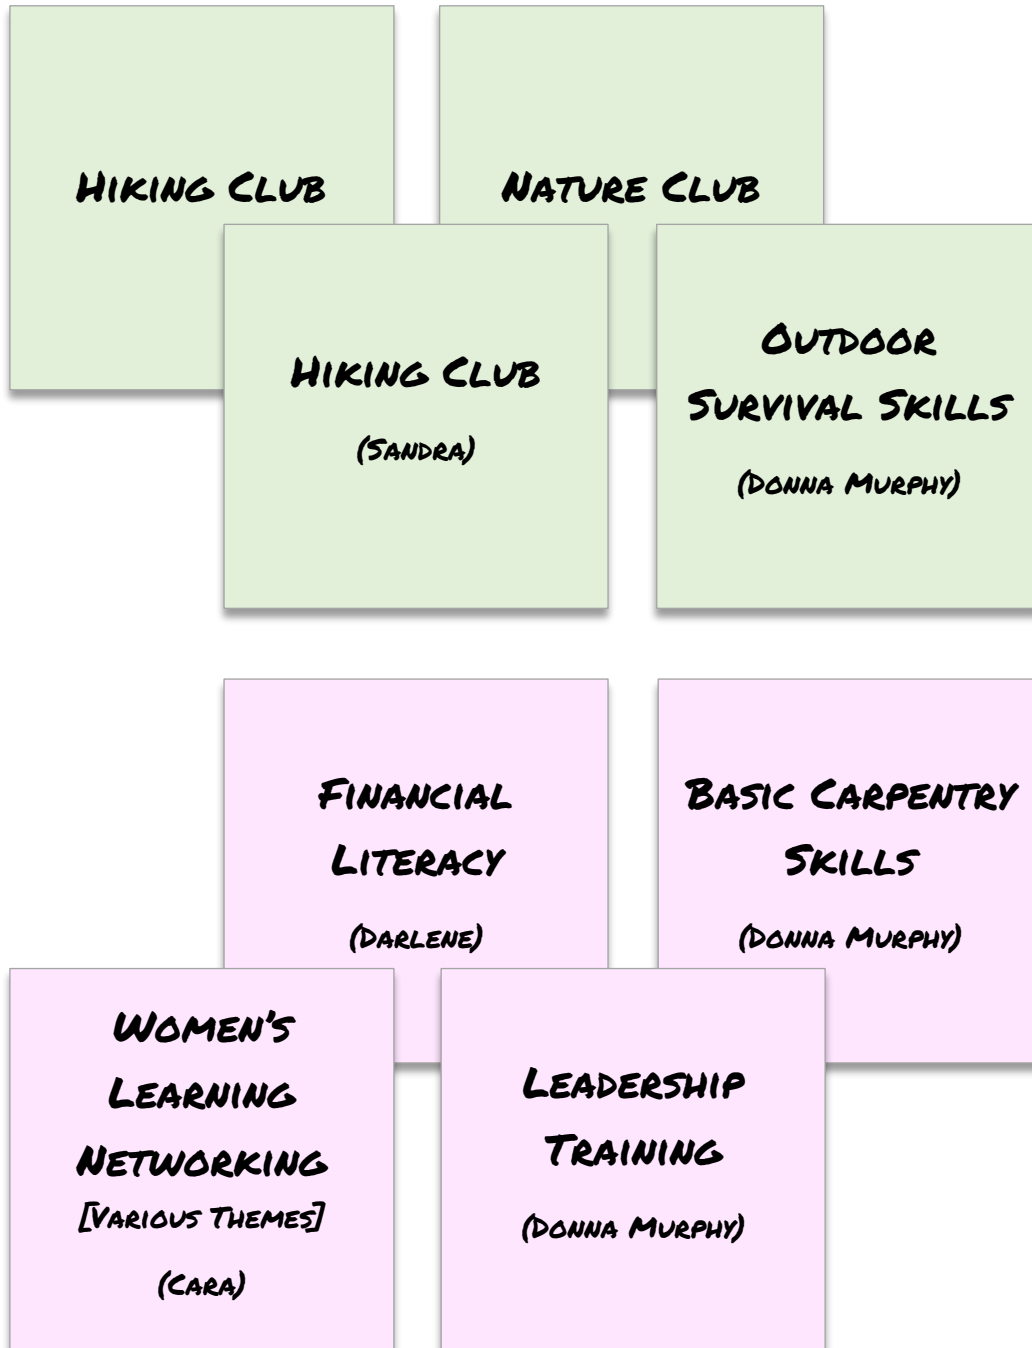 Hiking Club
Nature Club
Hiking Club
(Sandra)
Outdoor
Survival Skills
(Donna Murphy)
Financial
Literacy
(Darlene)
Basic Carpentry
Skills
(Donna Murphy)
Women's
Learning
Networking
[Various Themes]
(Cara)
Leadership
Training
(Donna Murphy)